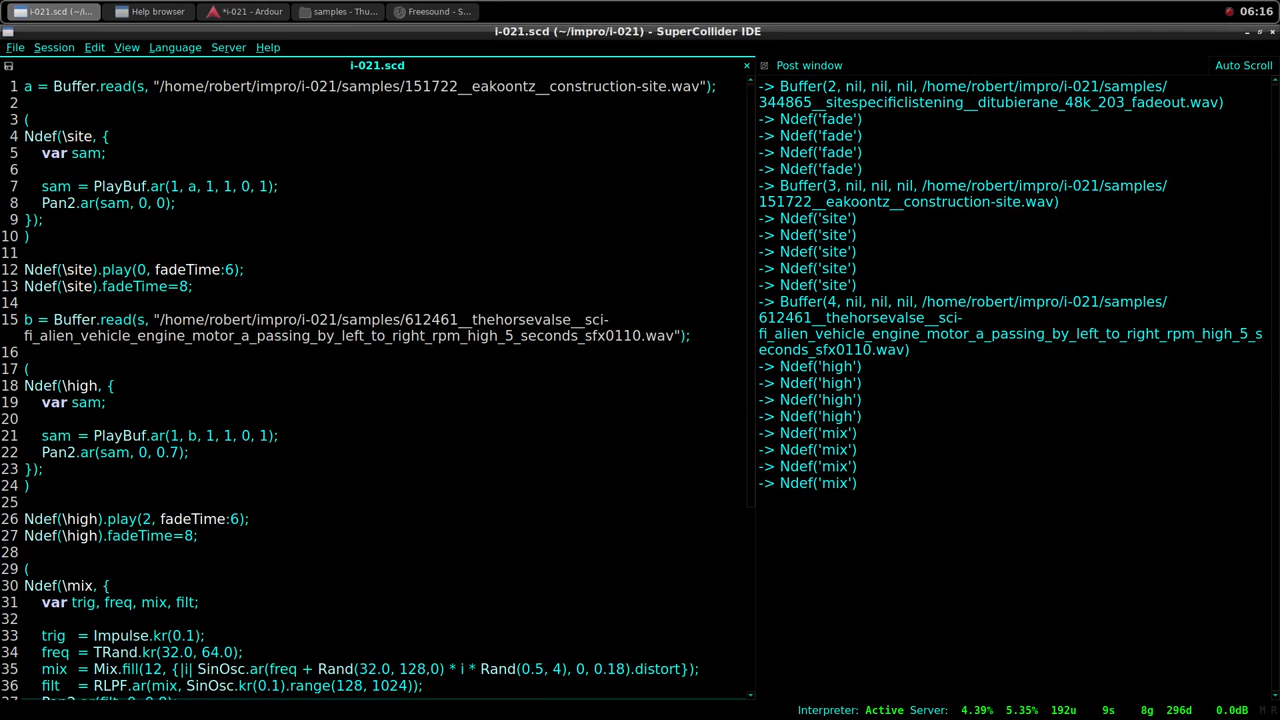 i-021.scd (~/i... Help browser *i-021 - Ardour samples - Thu... Freesound - S... 06:16
i-021.scd (~/impro/i-021) - SuperCollider IDE
File Session Edit View Language Server Help
i-021.scd
1 a = Buffer.read(s, "/home/robert/impro/i-021/samples/151722__eakoontz__construction-site.wav");
2
3 (
4 Ndef(\site, {
5 var sam;
6
7 sam = PlayBuf.ar(1, a, 1, 1, 0, 1);
8 Pan2.ar(sam, 0, 0);
9 });
10 )
11
12 Ndef(\site).play(0, fadeTime:6);
13 Ndef(\site).fadeTime=8;
14
15 b = Buffer.read(s, "/home/robert/impro/i-021/samples/612461__thehorsevalse__sci-
fi_alien_vehicle_engine_motor_a_passing_by_left_to_right_rpm_high_5_seconds_sfx0110.wav");
16
17 (
18 Ndef(\high, {
19 var sam;
20
21 sam = PlayBuf.ar(1, b, 1, 1, 0, 1);
22 Pan2.ar(sam, 0, 0.7);
23 });
24 )
25
26 Ndef(\high).play(2, fadeTime:6);
27 Ndef(\high).fadeTime=8;
28
29 (
30 Ndef(\mix, {
31 var trig, freq, mix, filt;
32
33 trig = Impulse.kr(0.1);
34 freq = TRand.kr(32.0, 64.0);
35 mix = Mix.fill(12, {|i| SinOsc.ar(freq + Rand(32.0, 128,0) * i * Rand(0.5, 4), 0, 0.18).distort});
36 filt = RLPF.ar(mix, SinOsc.kr(0.1).range(128, 1024));
Post window Auto Scroll
-> Buffer(2, nil, nil, nil, /home/robert/impro/i-021/samples/
344865__sitespecificlistening__ditubierane_48k_203_fadeout.wav)
-> Ndef('fade')
-> Ndef('fade')
-> Ndef('fade')
-> Ndef('fade')
-> Buffer(3, nil, nil, nil, /home/robert/impro/i-021/samples/
151722__eakoontz__construction-site.wav)
-> Ndef('site')
-> Ndef('site')
-> Ndef('site')
-> Ndef('site')
-> Ndef('site')
-> Buffer(4, nil, nil, nil, /home/robert/impro/i-021/samples/
612461__thehorsevalse__sci-
fi_alien_vehicle_engine_motor_a_passing_by_left_to_right_rpm_high_5_s
econds_sfx0110.wav)
-> Ndef('high')
-> Ndef('high')
-> Ndef('high')
-> Ndef('high')
-> Ndef('mix')
-> Ndef('mix')
-> Ndef('mix')
-> Ndef('mix')
Interpreter: Active Server: 4.39% 5.35% 192u 9s 8g 296d 0.0dB M R